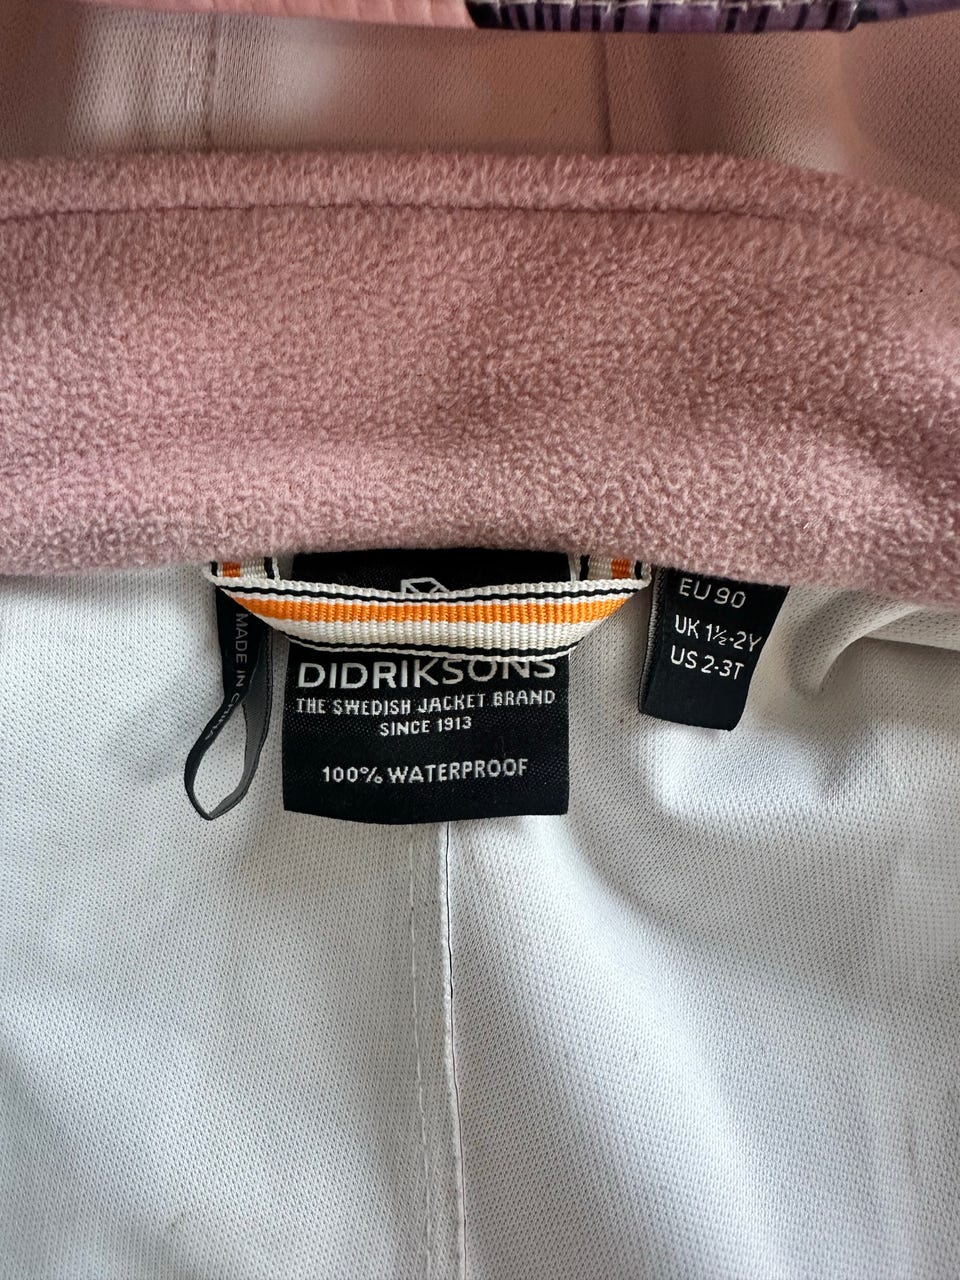 MADE IN CHINA
DIDRIKSONS
THE SWEDISH JACKET BRAND
SINCE 1913
100% WATERPROOF
EU 90
UK 1½-2Y
US 2-3T